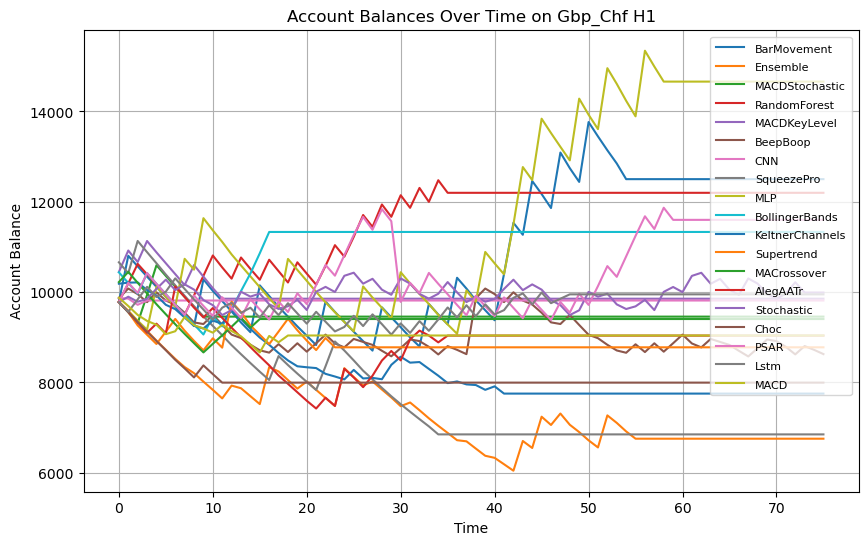 Account Balances Over Time on Gbp_Chf H1
Account Balance
14000
12000
10000
8000
6000
0 10 20 30 40 50 60 70
Time
BarMovement
Ensemble
MACDStochastic
RandomForest
MACDKeyLevel
BeepBoop
CNN
SqueezePro
MLP
BollingerBands
KeltnerChannels
Supertrend
MACrossover
AlegAATr
Stochastic
Choc
PSAR
Lstm
MACD